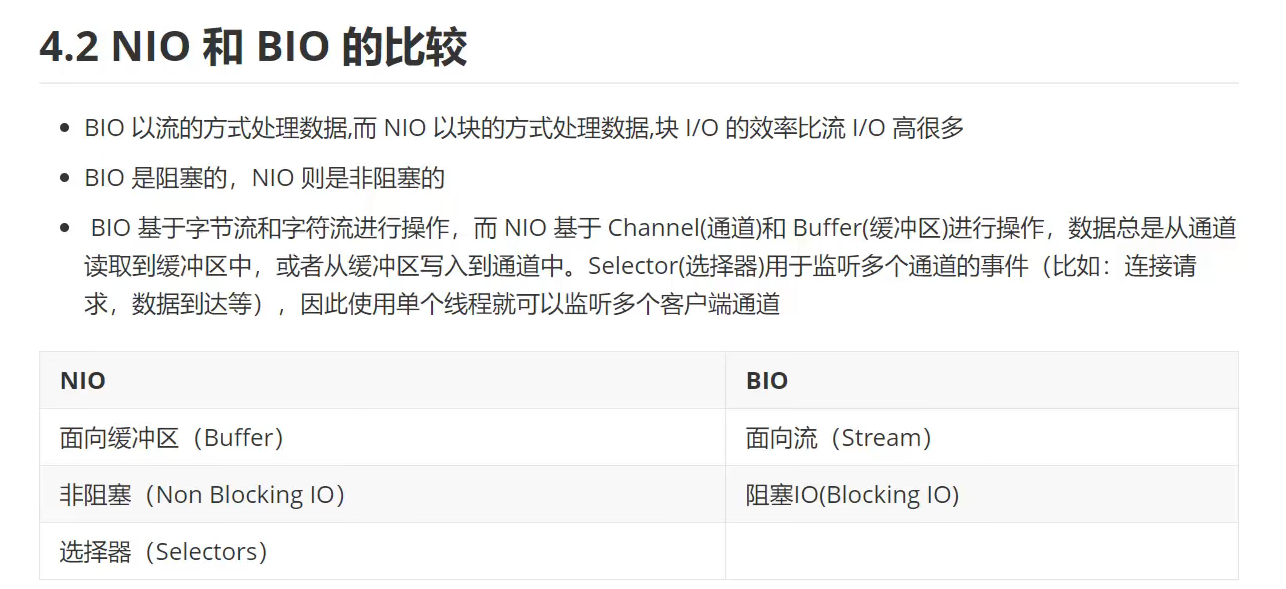 4.2 NIO 和 BIO 的比较
BIO 以流的方式处理数据,而 NIO 以块的方式处理数据,块 I/O 的效率比流 I/O 高很多
BIO 是阻塞的，NIO 则是非阻塞的
BIO 基于字节流和字符流进行操作，而 NIO 基于 Channel(通道)和 Buffer(缓冲区)进行操作，数据总是从通道
读取到缓冲区中，或者从缓冲区写入到通道中。Selector(选择器)用于监听多个通道的事件（比如：连接请
求，数据到达等），因此使用单个线程就可以监听多个客户端通道
NIO BIO
面向缓冲区（Buffer） 面向流（Stream）
非阻塞（Non Blocking IO） 阻塞IO(Blocking IO)
选择器（Selectors）